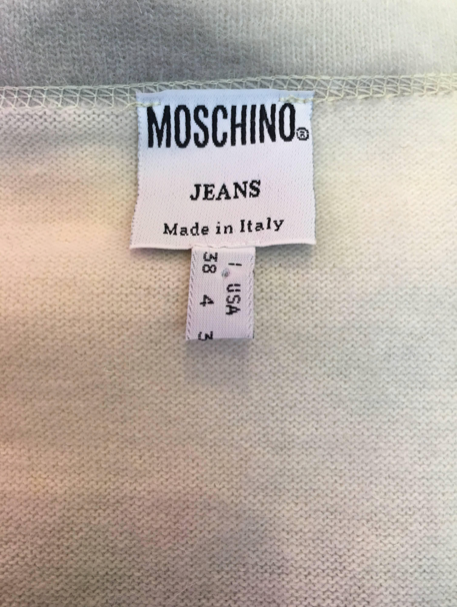 MOSCHINO®
JEANS
Made in Italy
I. USA
38 4